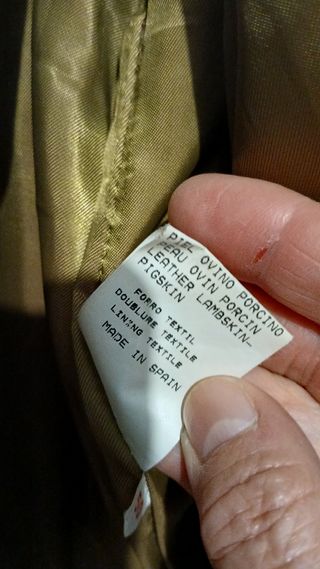 PIEL OVINO PORCINO
PEAU OVIN PORCIN
LEATHER LAMBSKIN
PIGSKIN
FORRO TEXTIL
DOUBLURE TEXTILE
LINING TEXTILE
MADE IN SPAIN